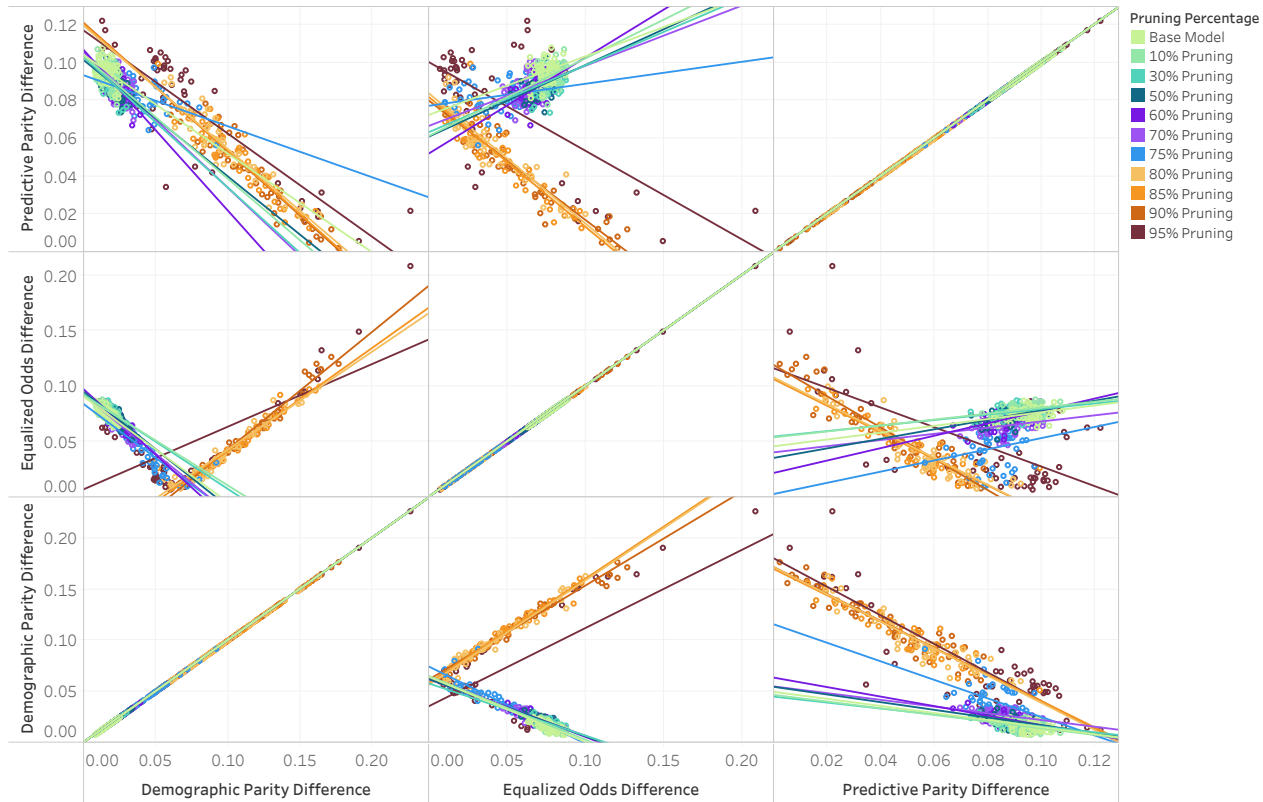 Predictive Parity Difference
0.12
0.10
0.08
0.06
0.04
0.02
0.00
Equalized Odds Difference
0.20
0.15
0.10
0.05
0.00
Demographic Parity Difference
0.20
0.15
0.10
0.05
0.00
0.00 0.05 0.10 0.15 0.20
0.00 0.05 0.10 0.15 0.20
0.02 0.04 0.06 0.08 0.10 0.12
Demographic Parity Difference
Equalized Odds Difference
Predictive Parity Difference
Pruning Percentage
Base Model
10% Pruning
30% Pruning
50% Pruning
60% Pruning
70% Pruning
75% Pruning
80% Pruning
85% Pruning
90% Pruning
95% Pruning